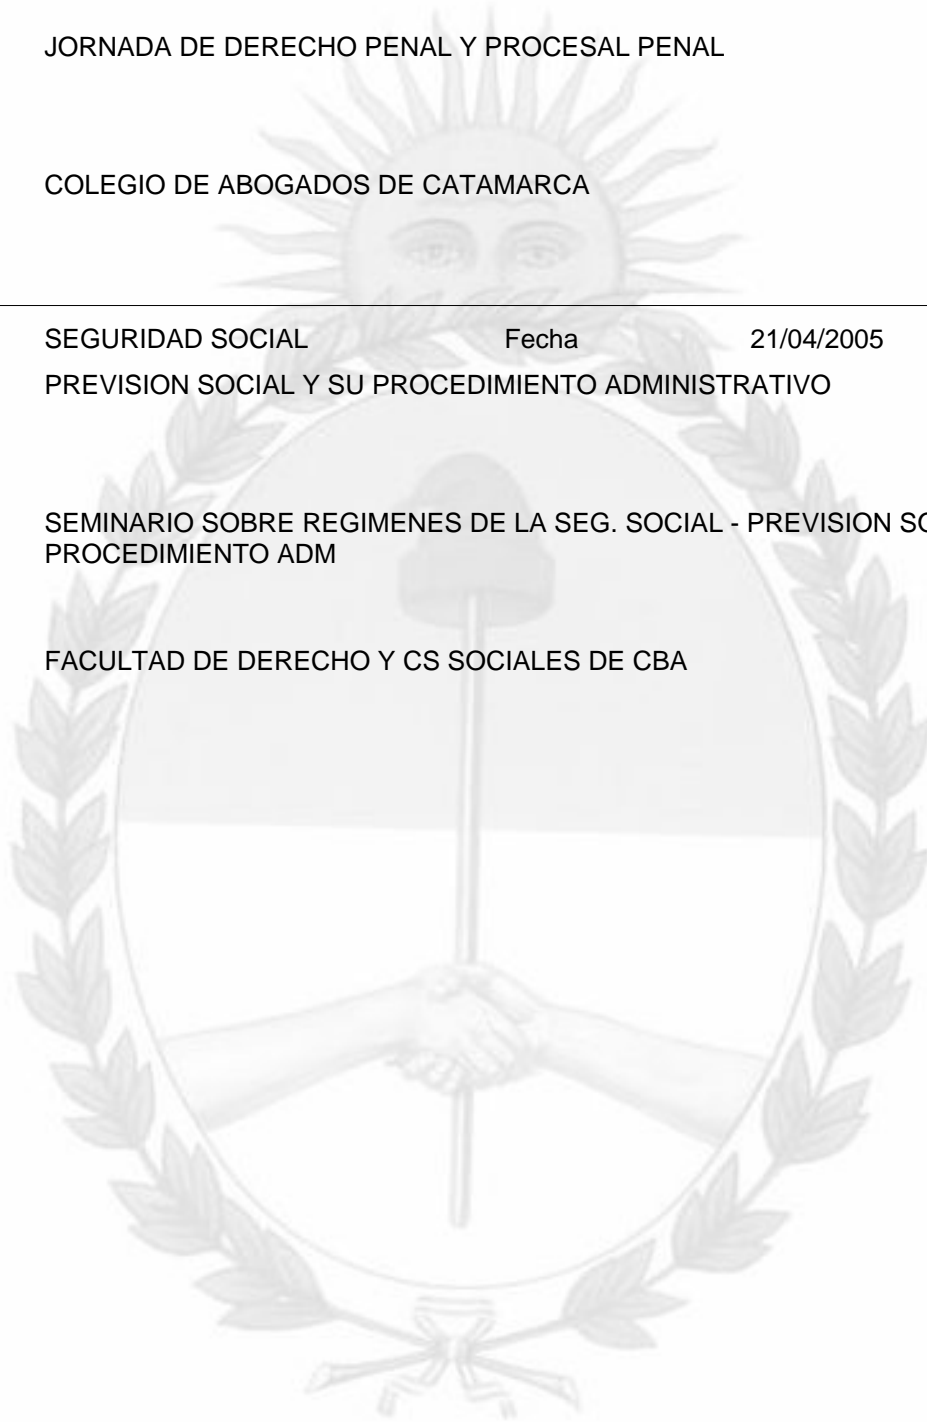 JORNADA DE DERECHO PENAL Y PROCESAL PENAL
COLEGIO DE ABOGADOS DE CATAMARCA
SEGURIDAD SOCIAL Fecha 21/04/2005
PREVISION SOCIAL Y SU PROCEDIMIENTO ADMINISTRATIVO
SEMINARIO SOBRE REGIMENES DE LA SEG. SOCIAL - PREVISION
PROCEDIMIENTO ADM
FACULTAD DE DERECHO Y CS SOCIALES DE CBA